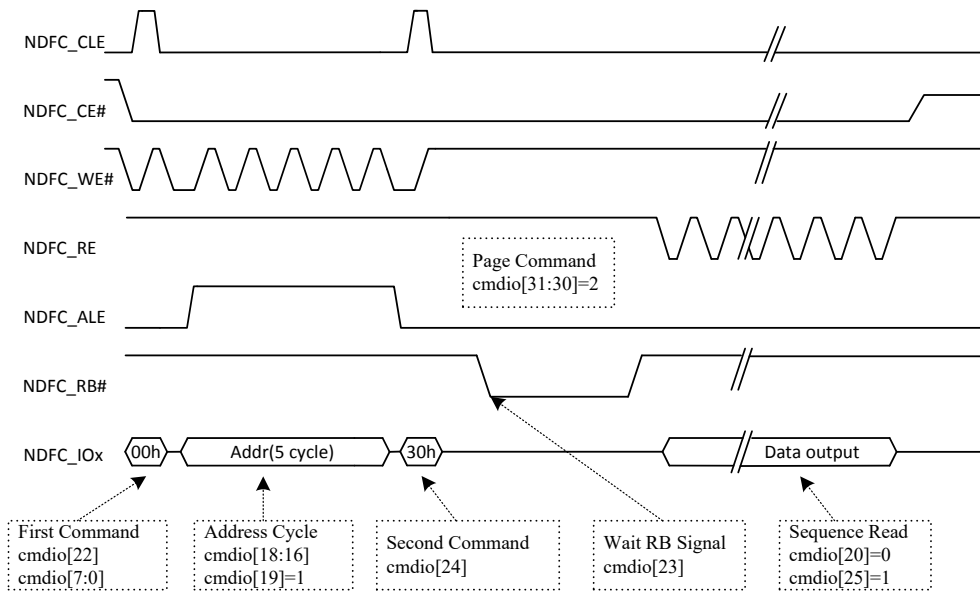 NDFC_CLE
NDFC_CE#
NDFC_WE#
NDFC_RE
Page Command
cmdio[31:30]=2
NDFC_ALE
NDFC_RB#
NDFC_IOx
00h
Addr(5 cycle)
30h
Data output
First Command
cmdio[22]
cmdio[7:0]
Address Cycle
cmdio[18:16]
cmdio[19]=1
Second Command
cmdio[24]
Wait RB Signal
cmdio[23]
Sequence Read
cmdio[20]=0
cmdio[25]=1